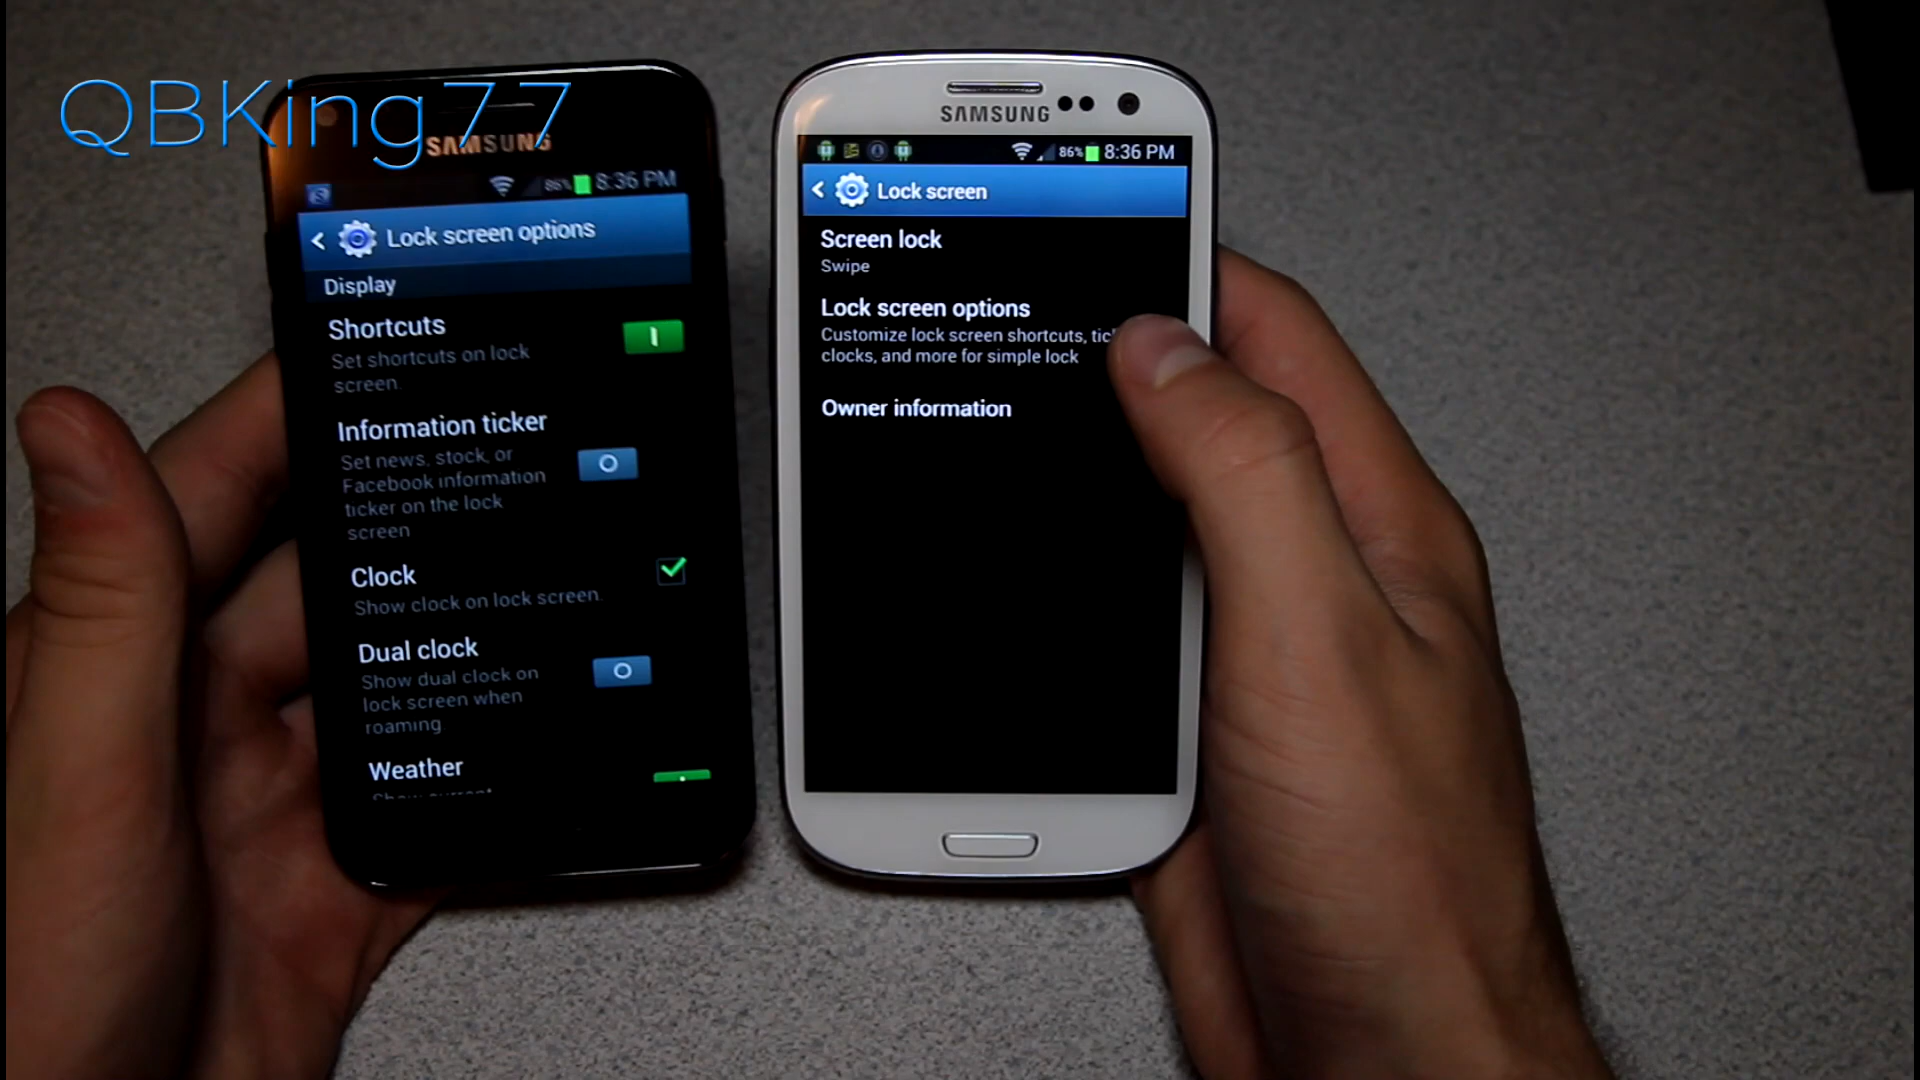 QBKing77
SAMSUNG
86% 8:36 PM
Lock screen options
Display
Shortcuts
Set shortcuts on lock
screen.
Information ticker
Set news, stock, or
Facebook information
ticker on the lock
screen
Clock
Show clock on lock screen.
Dual clock
Show dual clock on
lock screen when
roaming
Weather
Show current
SAMSUNG
86% 8:36 PM
Lock screen
Screen lock
Swipe
Lock screen options
Customize lock screen shortcuts,
clocks, and more for simple lock
Owner information